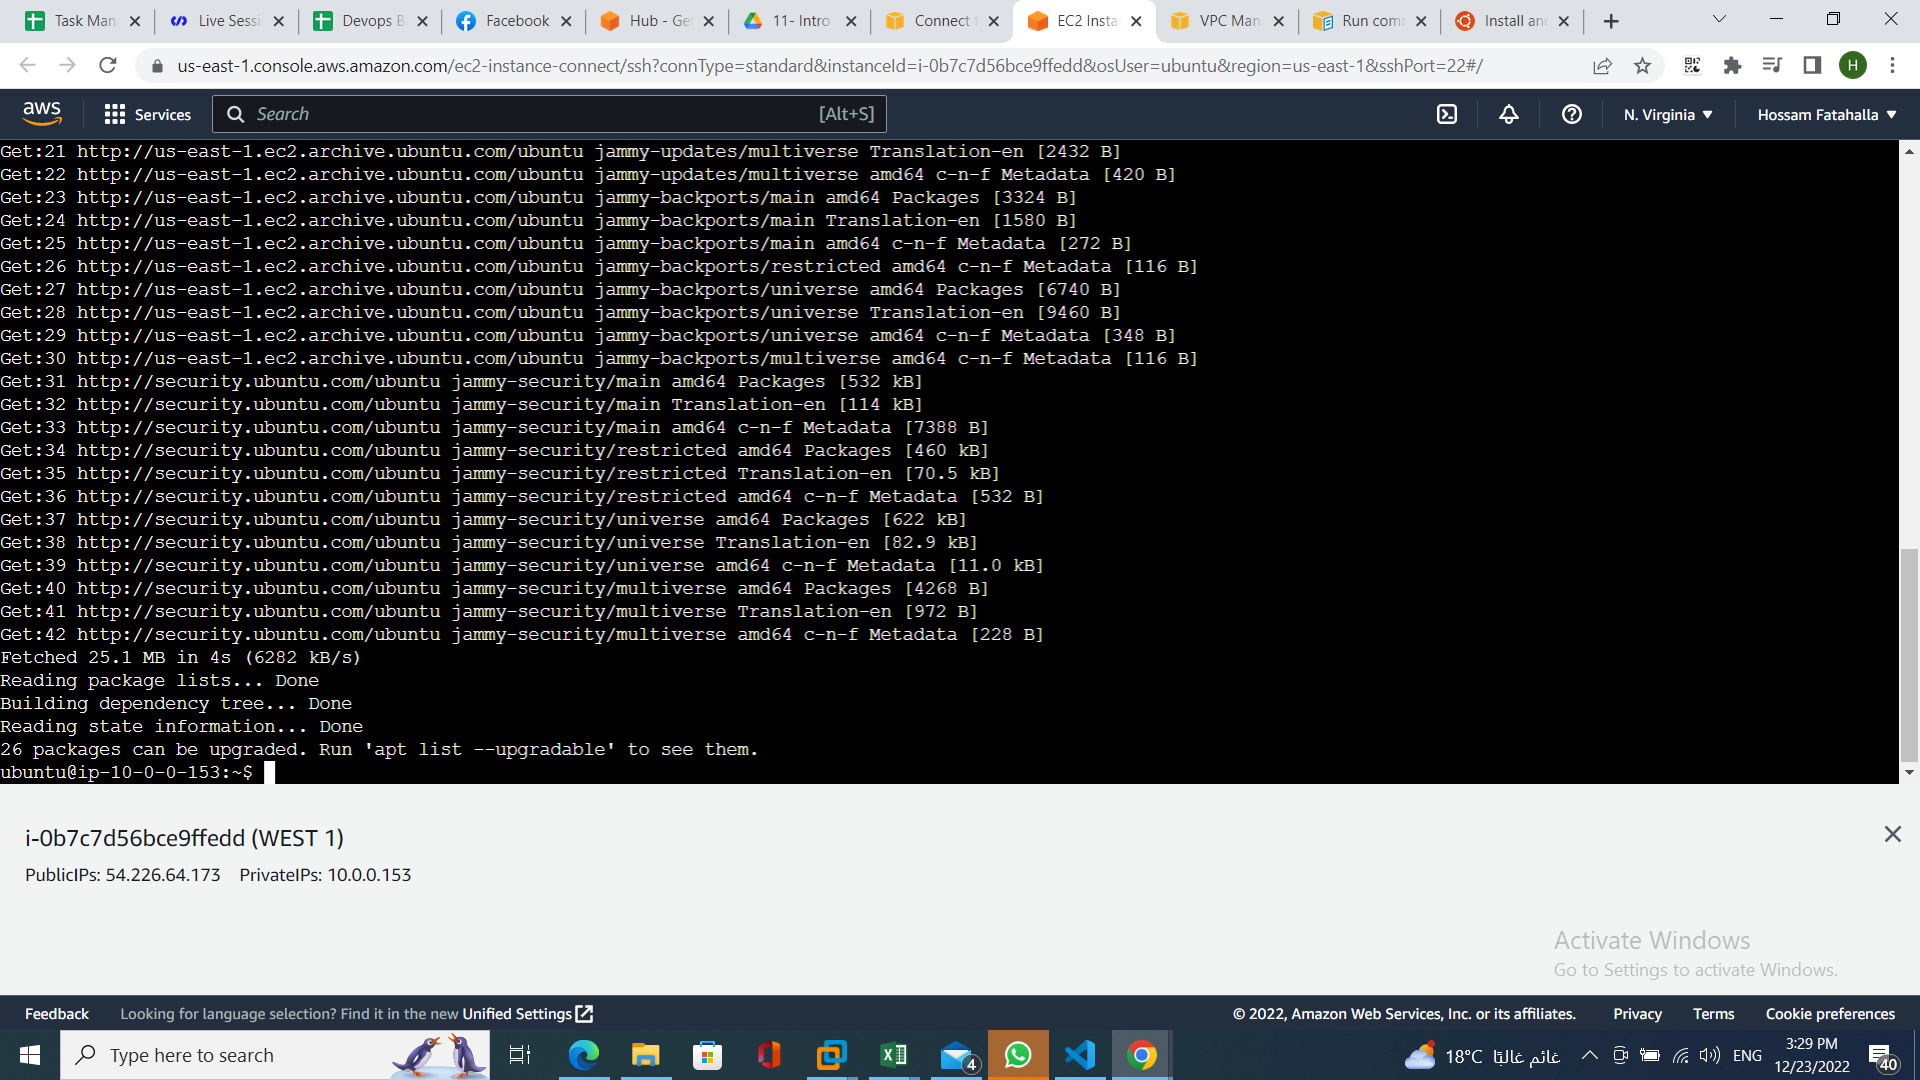 Task Man
Live Sessi
Devops B
Facebook
Hub - Ge
11- Intro
Connect t
EC2 Insta
VPC Man
Run com
Install and
us-east-1.console.aws.amazon.com/ec2-instance-connect/ssh?connType=standard&instanceId=i-0b7c7d56bce9ffedd&osUser=ubuntu&region=us-east-1&sshPort=22#/
H
aws
Services
Search
[Alt+S]
N. Virginia
Hossam Fatahalla
Get:21 http://us-east-1.ec2.archive.ubuntu.com/ubuntu jammy-updates/multiverse Translation-en [2432 B]
Get:22 http://us-east-1.ec2.archive.ubuntu.com/ubuntu jammy-updates/multiverse amd64 c-n-f Metadata [420 B]
Get:23 http://us-east-1.ec2.archive.ubuntu.com/ubuntu jammy-backports/main amd64 Packages [3324 B]
Get:24 http://us-east-1.ec2.archive.ubuntu.com/ubuntu jammy-backports/main Translation-en [1580 B]
Get:25 http://us-east-1.ec2.archive.ubuntu.com/ubuntu jammy-backports/main amd64 c-n-f Metadata [272 B]
Get:26 http://us-east-1.ec2.archive.ubuntu.com/ubuntu jammy-backports/restricted amd64 c-n-f Metadata [116 B]
Get:27 http://us-east-1.ec2.archive.ubuntu.com/ubuntu jammy-backports/universe amd64 Packages [6740 B]
Get:28 http://us-east-1.ec2.archive.ubuntu.com/ubuntu jammy-backports/universe Translation-en [9460 B]
Get:29 http://us-east-1.ec2.archive.ubuntu.com/ubuntu jammy-backports/universe amd64 c-n-f Metadata [348 B]
Get:30 http://us-east-1.ec2.archive.ubuntu.com/ubuntu jammy-backports/multiverse amd64 c-n-f Metadata [116 B]
Get:31 http://security.ubuntu.com/ubuntu jammy-security/main amd64 Packages [532 kB]
Get:32 http://security.ubuntu.com/ubuntu jammy-security/main Translation-en [114 kB]
Get:33 http://security.ubuntu.com/ubuntu jammy-security/main amd64 c-n-f Metadata [7388 B]
Get:34 http://security.ubuntu.com/ubuntu jammy-security/restricted amd64 Packages [460 kB]
Get:35 http://security.ubuntu.com/ubuntu jammy-security/restricted Translation-en [70.5 kB]
Get:36 http://security.ubuntu.com/ubuntu jammy-security/restricted amd64 c-n-f Metadata [532 B]
Get:37 http://security.ubuntu.com/ubuntu jammy-security/universe amd64 Packages [622 kB]
Get:38 http://security.ubuntu.com/ubuntu jammy-security/universe Translation-en [82.9 kB]
Get:39 http://security.ubuntu.com/ubuntu jammy-security/universe amd64 c-n-f Metadata [11.0 kB]
Get:40 http://security.ubuntu.com/ubuntu jammy-security/multiverse amd64 Packages [4268 B]
Get:41 http://security.ubuntu.com/ubuntu jammy-security/multiverse Translation-en [972 B]
Get:42 http://security.ubuntu.com/ubuntu jammy-security/multiverse amd64 c-n-f Metadata [228 B]
Fetched 25.1 MB in 4s (6282 kB/s)
Reading package lists... Done
Building dependency tree... Done
Reading state information... Done
26 packages can be upgraded. Run 'apt list --upgradable' to see them.
ubuntu@ip-10-0-0-153:~$
i-0b7c7d56bce9ffedd (WEST 1)
PublicIPs: 54.226.64.173 PrivateIPs: 10.0.0.153
Activate Windows
Go to Settings to activate Windows.
Feedback
Looking for language selection? Find it in the new Unified Settings
© 2022, Amazon Web Services, Inc. or its affiliates.
Privacy
Terms
Cookie preferences
Type here to search
4
18°C غائم غالبًا
ENG
3:29 PM
12/23/2022
40